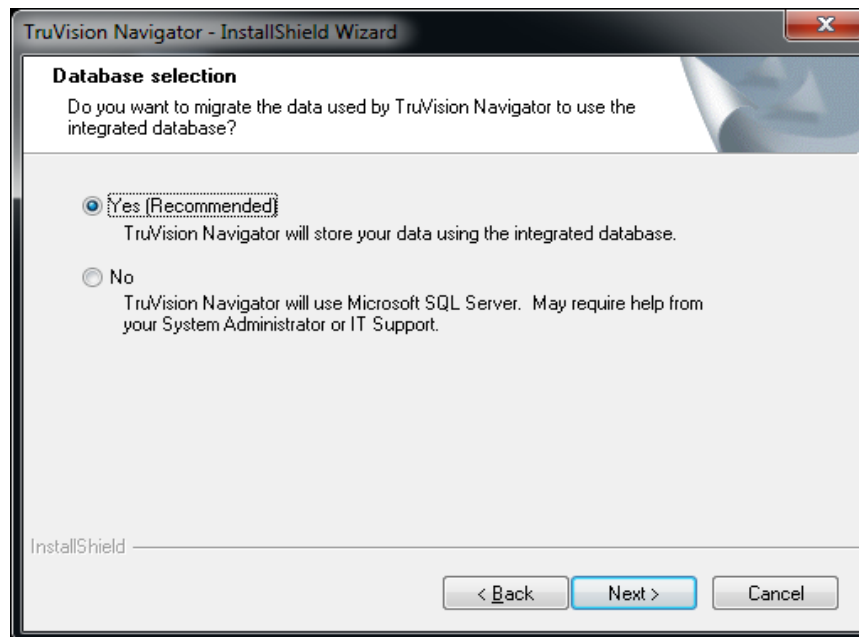 TruVision Navigator - InstallShield Wizard
Database selection
Do you want to migrate the data used by TruVision Navigator to use the
integrated database?
Yes (Recommended)
TruVision Navigator will store your data using the integrated database.
No
TruVision Navigator will use Microsoft SQL Server.  May require help from
your System Administrator or IT Support.
InstallShield
< Back
Next >
Cancel